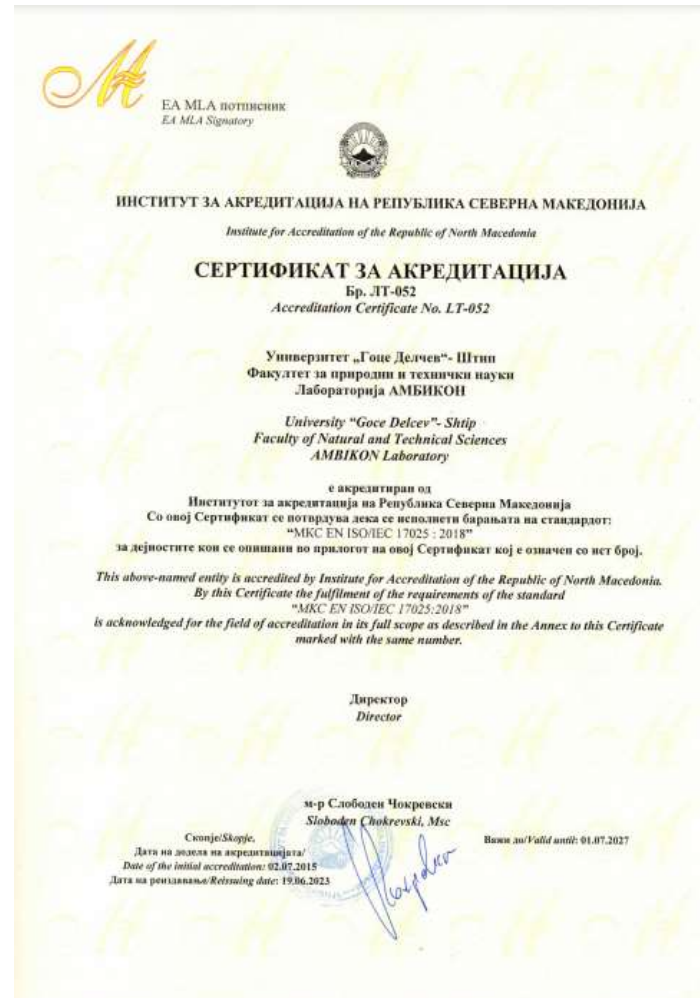 ЕА MLA потписник
EA MLA Signatory
ИНСТИТУТ ЗА АКРЕДИТАЦИЈА НА РЕПУБЛИКА СЕВЕРНА МАКЕДОНИЈА
Institute for Accreditation of the Republic of North Macedonia
СЕРТИФИКАТ ЗА АКРЕДИТАЦИЈА
Бр. ЛТ-052
Accreditation Certificate No. LT-052
Универзитет „Гоце Делчев“- Штип
Факултет за природни и технички науки
Лабораторија АМБИКОН
University “Goce Delcev”- Shtip
Faculty of Natural and Technical Sciences
AMBIKON Laboratory
е акредитиран од
Институтот за акредитација на Република Северна Македонија
Со овој Сертификат се потврдува дека се исполнети барањата на стандардот:
“МКС EN ISO/IEC 17025 : 2018”
за дејностите кои се опишани во прилогот на овој Сертификат кој е означен со ист број.
This above-named entity is accredited by Institute for Accreditation of the Republic of North Macedonia.
By this Certificate the fulfilment of the requirements of the standard
“MKC EN ISO/IEC 17025:2018”
is acknowledged for the field of accreditation in its full scope as described in the Annex to this Certificate
marked with the same number.
Директор
Director
м-р Слободен Чокревски
Sloboden Chokrevski, Msc
Скопје/Skopje,
Дата на додела на акредитацијата/
Date of the initial accreditation: 02.07.2015
Дата на реиздавање/Reissuing date: 19.06.2023
Важи до/Valid until: 01.07.2027